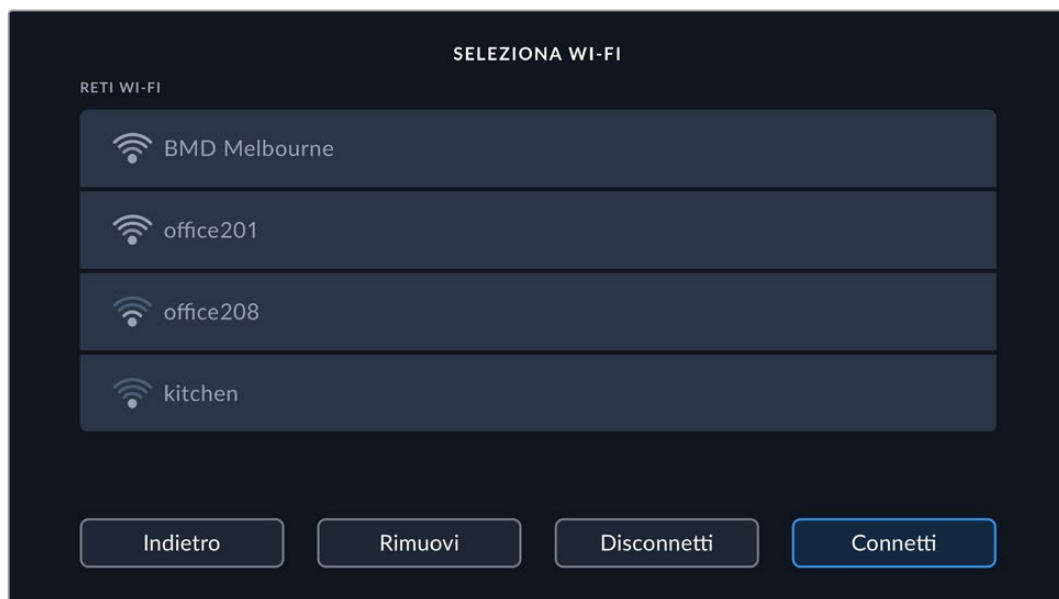 SELEZIONA WI-FI
RETI WI-FI
BMD Melbourne
office201
office208
kitchen
Indietro Rimuovi Disconnetti Connetti